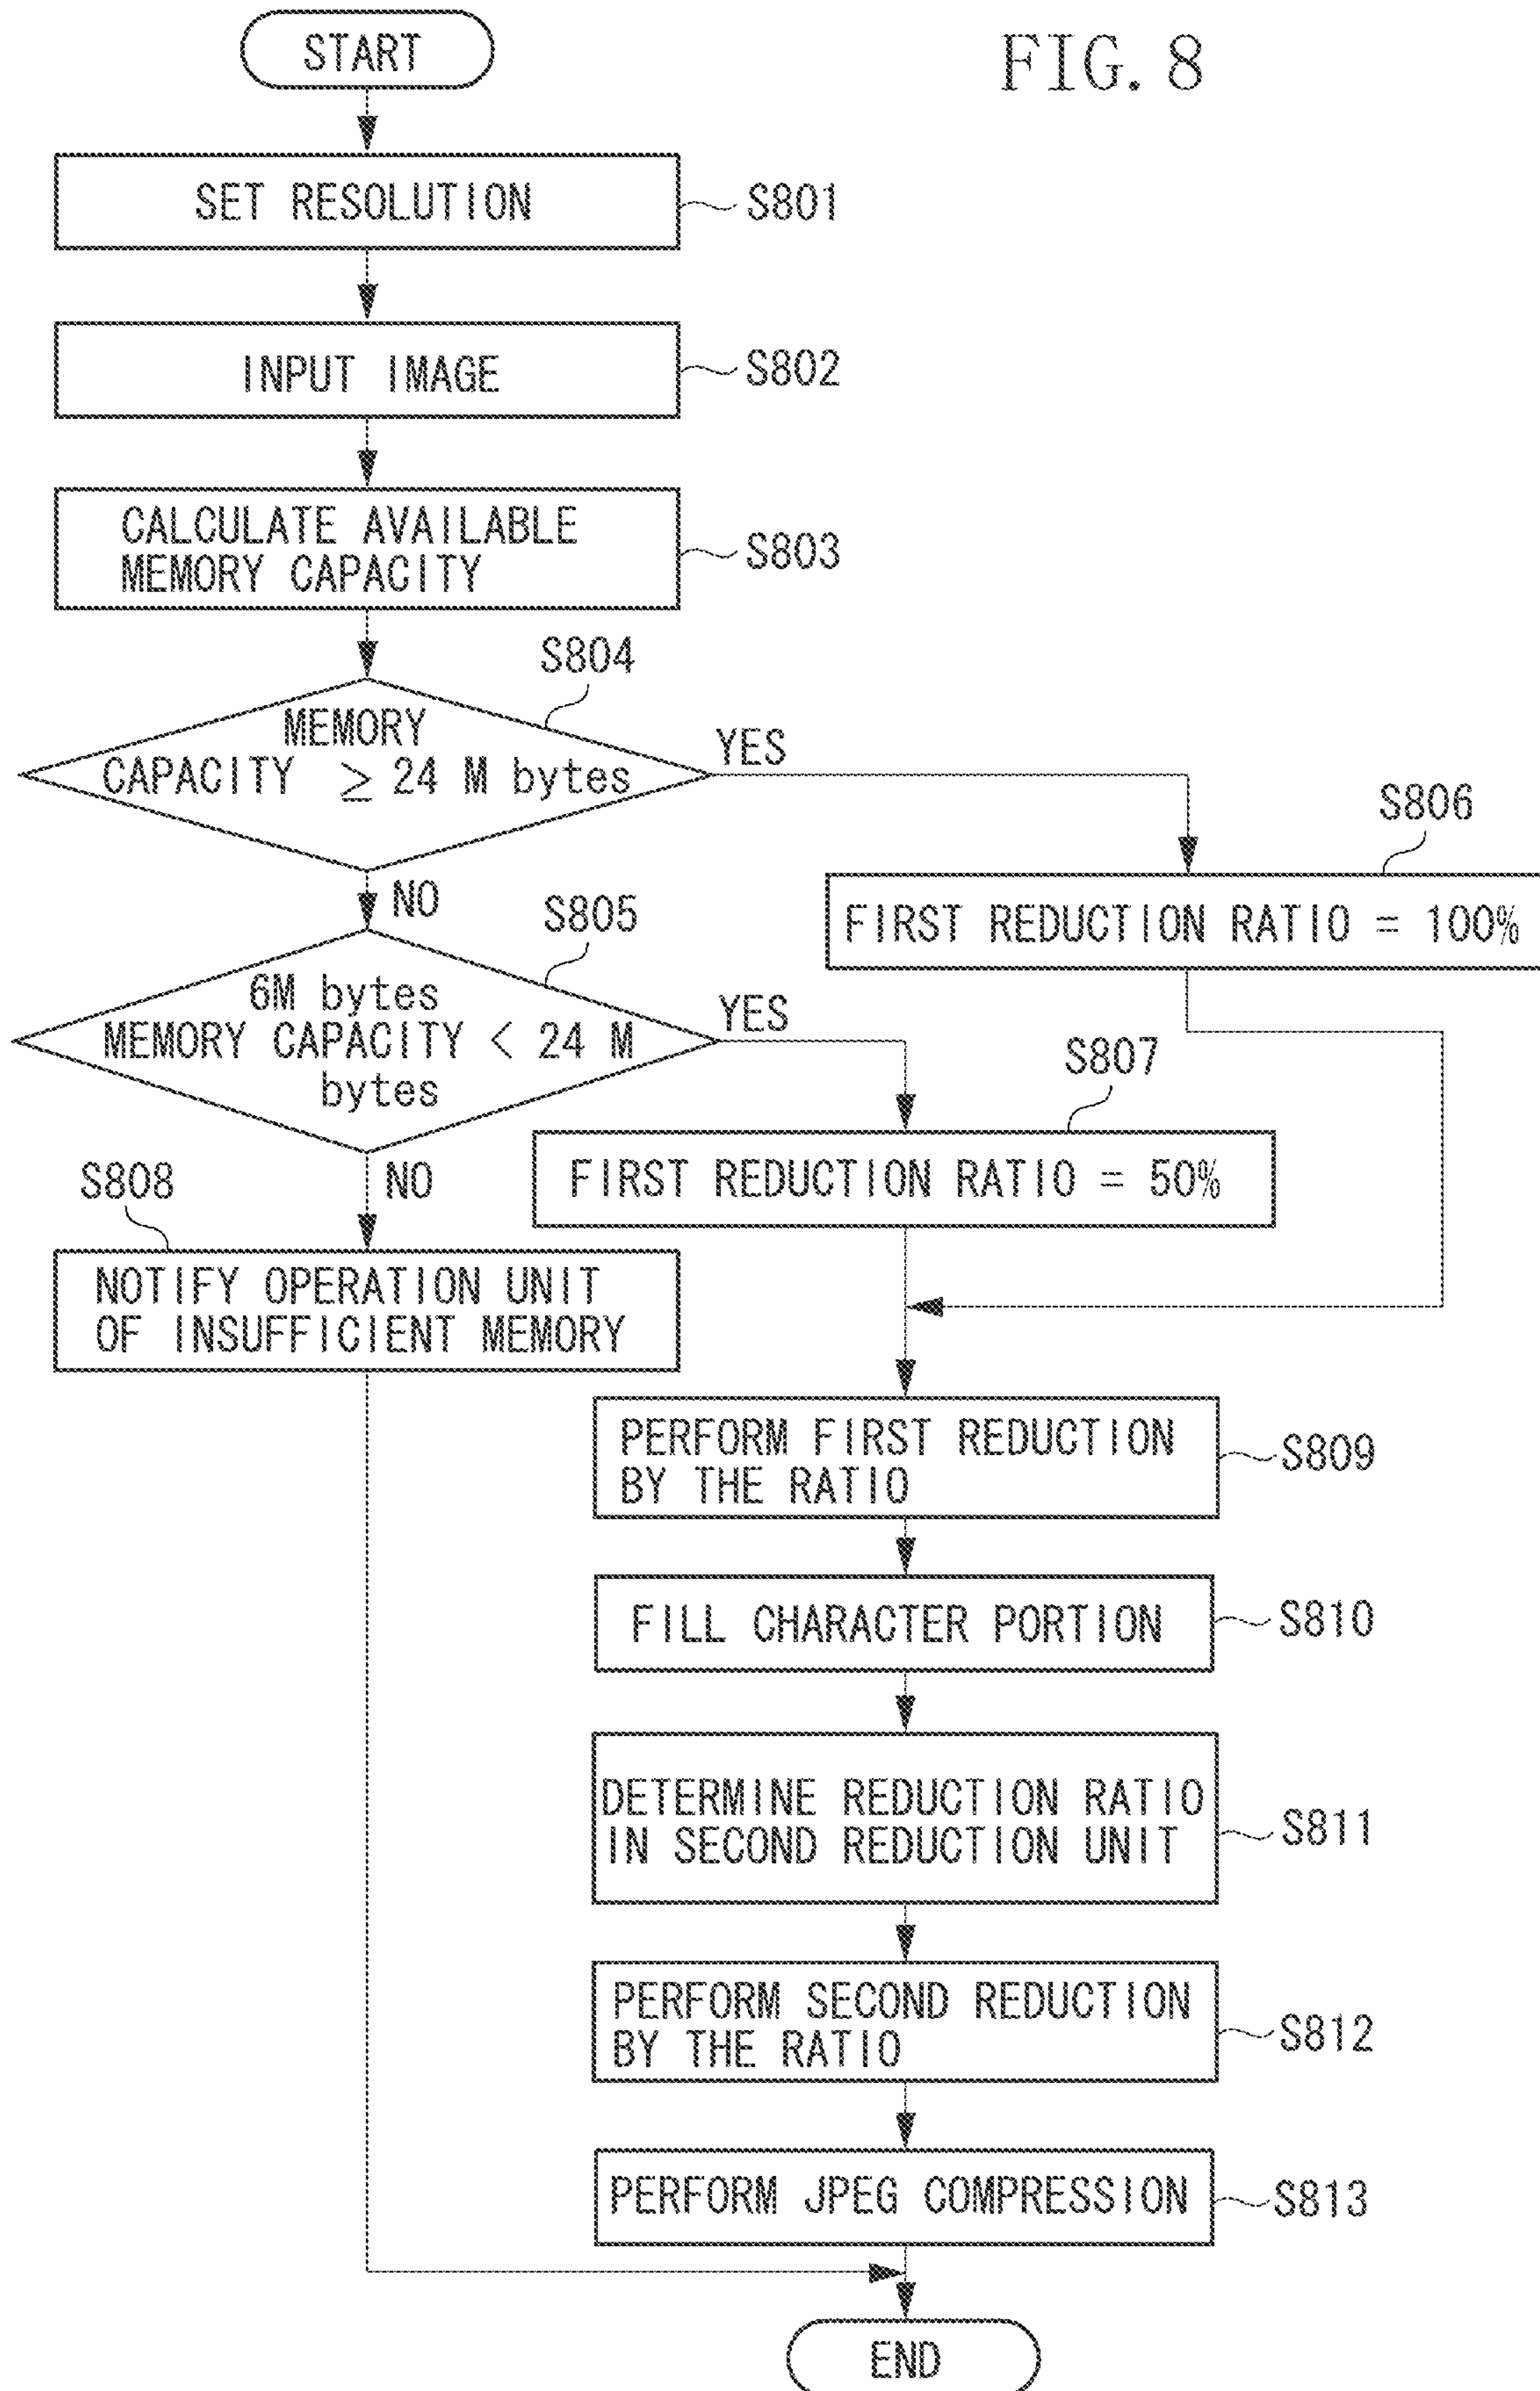 FIG. 8
START
SET RESOLUTION
S801
INPUT IMAGE
S802
CALCULATE AVAILABLE
MEMORY CAPACITY
S803
S804
MEMORY
CAPACITY ≥ 24 M bytes
YES
NO
S806
FIRST REDUCTION RATIO = 100%
S805
6M bytes
MEMORY CAPACITY < 24 M
bytes
YES
NO
S807
FIRST REDUCTION RATIO = 50%
S808
NOTIFY OPERATION UNIT
OF INSUFFICIENT MEMORY
PERFORM FIRST REDUCTION
BY THE RATIO
S809
FILL CHARACTER PORTION
S810
DETERMINE REDUCTION RATIO
IN SECOND REDUCTION UNIT
S811
PERFORM SECOND REDUCTION
BY THE RATIO
S812
PERFORM JPEG COMPRESSION
S813
END